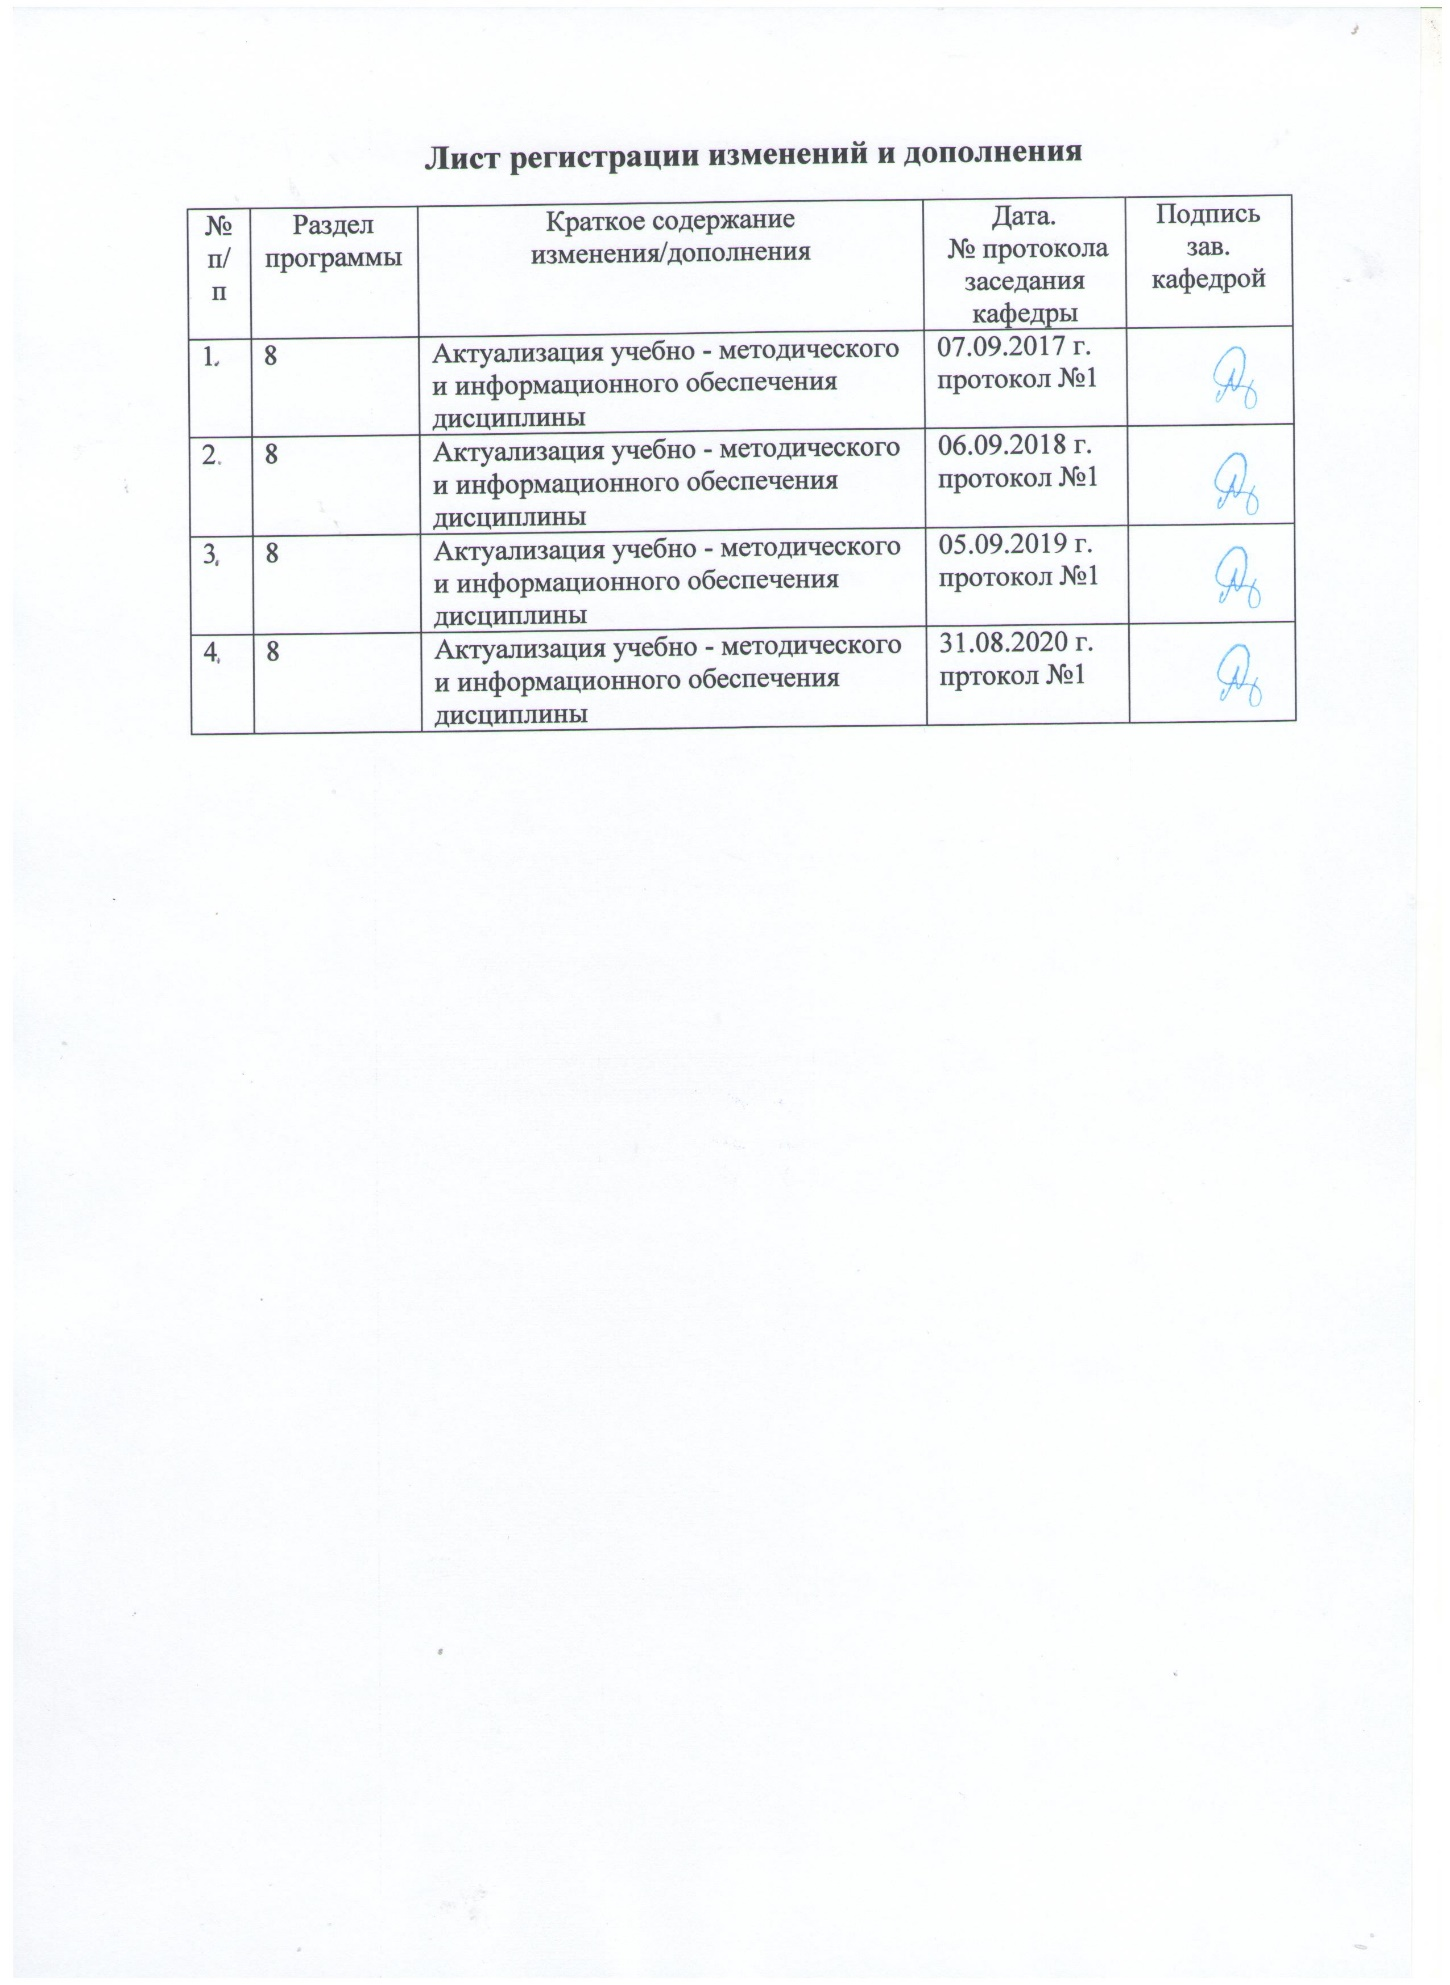 Лист регистрации изменений и дополнения
№
п/
п
Раздел
программы
Краткое содержание
изменения/дополнения
Дата.
№ протокола
заседания
кафедры
Подпись
зав.
кафедрой
1.
8
Актуализация учебно - методического
и информационного обеспечения
дисциплины
07.09.2017 г.
протокол №1
2.
8
Актуализация учебно - методического
и информационного обеспечения
дисциплины
06.09.2018 г.
протокол №1
3.
8
Актуализация учебно - методического
и информационного обеспечения
дисциплины
05.09.2019 г.
протокол №1
4.
8
Актуализация учебно - методического
и информационного обеспечения
дисциплины
31.08.2020 г.
пртокол №1